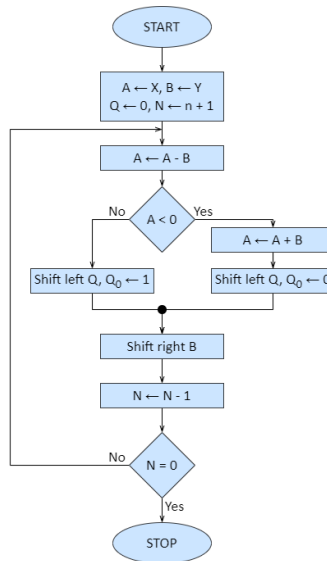 START
A ← X, B ← Y
Q ← 0, N ← n + 1
A ← A - B
No
A < 0
Yes
A ← A + B
Shift left Q, Q₀ ← 1
Shift left Q, Q₀ ← 0
Shift right B
N ← N - 1
No
N = 0
Yes
STOP